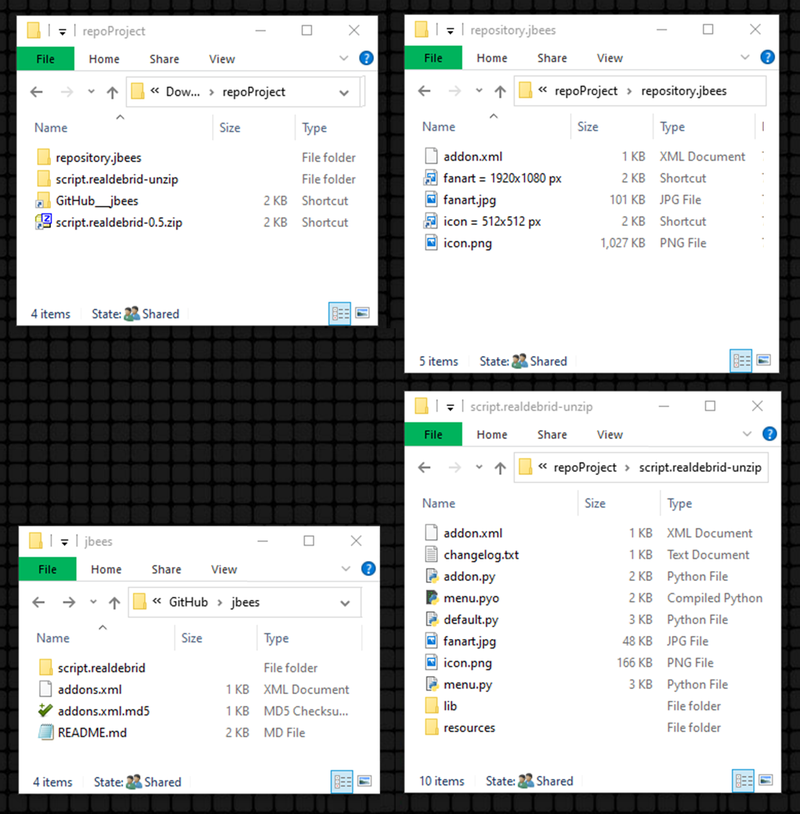 repoProject
File Home Share View
« Dow... › repoProject
Name Size Type
repository.jbees File folder
script.realdebrid-unzip File folder
GitHub__jbees 2 KB Shortcut
script.realdebrid-0.5.zip 2 KB Shortcut
4 items State: Shared
repository.jbees
File Home Share View
« repoProject › repository.jbees
Name Size Type
addon.xml 1 KB XML Document
fanart = 1920x1080 px 2 KB Shortcut
fanart.jpg 101 KB JPG File
icon = 512x512 px 2 KB Shortcut
icon.png 1,027 KB PNG File
5 items State: Shared
script.realdebrid-unzip
File Home Share View
« repoProject › script.realdebrid-unzip
Name Size Type
addon.xml 1 KB XML Document
changelog.txt 1 KB Text Document
addon.py 2 KB Python File
menu.pyo 2 KB Compiled Python
default.py 3 KB Python File
fanart.jpg 48 KB JPG File
icon.png 166 KB PNG File
menu.py 3 KB Python File
lib File folder
resources File folder
10 items State: Shared
jbees
File Home Share View
« GitHub › jbees
Name Size Type
script.realdebrid File folder
addons.xml 1 KB XML Document
addons.xml.md5 1 KB MD5 Checksu...
README.md 2 KB MD File
4 items State: Shared